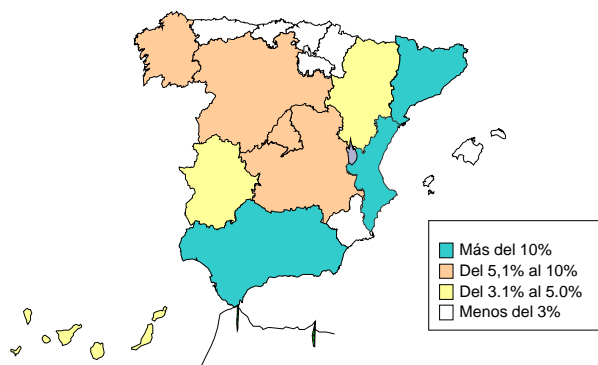 Más del 10%
Del 5,1% al 10%
Del 3.1% al 5.0%
Menos del 3%